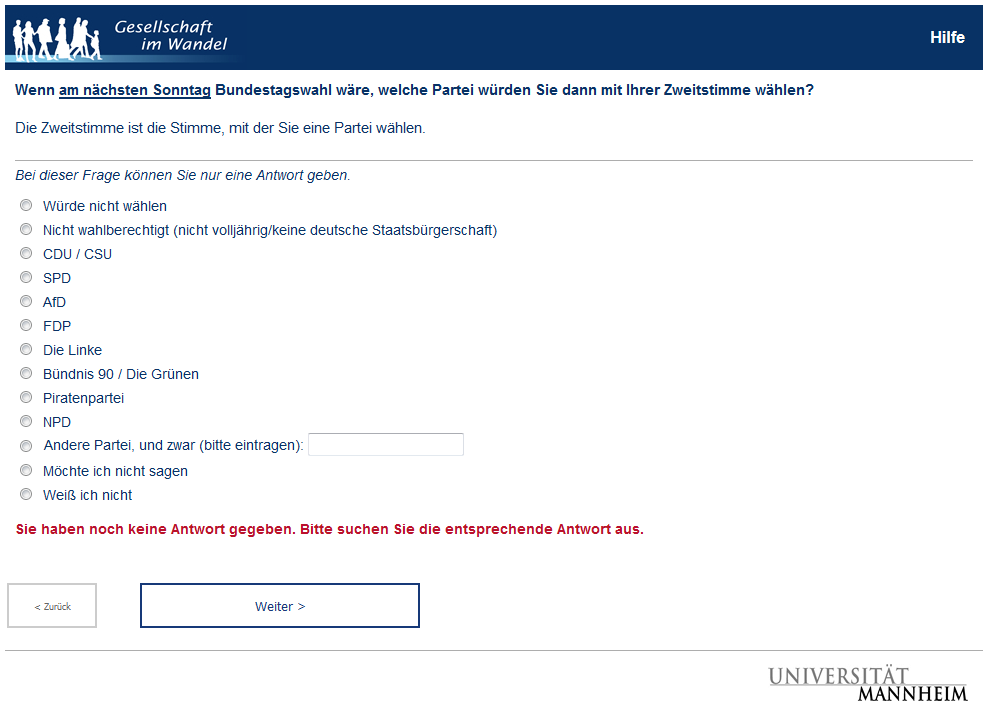 Gesellschaft
im Wandel
Hilfe
Wenn am nächsten Sonntag Bundestagswahl wäre, welche Partei würden Sie dann mit Ihrer Zweitstimme wählen?
Die Zweitstimme ist die Stimme, mit der Sie eine Partei wählen.
Bei dieser Frage können Sie nur eine Antwort geben.
Würde nicht wählen
Nicht wahlberechtigt (nicht volljährig/keine deutsche Staatsbürgerschaft)
CDU / CSU
SPD
AfD
FDP
Die Linke
Bündnis 90 / Die Grünen
Piratenpartei
NPD
Andere Partei, und zwar (bitte eintragen):
Möchte ich nicht sagen
Weiß ich nicht
Sie haben noch keine Antwort gegeben. Bitte suchen Sie die entsprechende Antwort aus.
< Zurück
Weiter >
UNIVERSITÄT
MANNHEIM